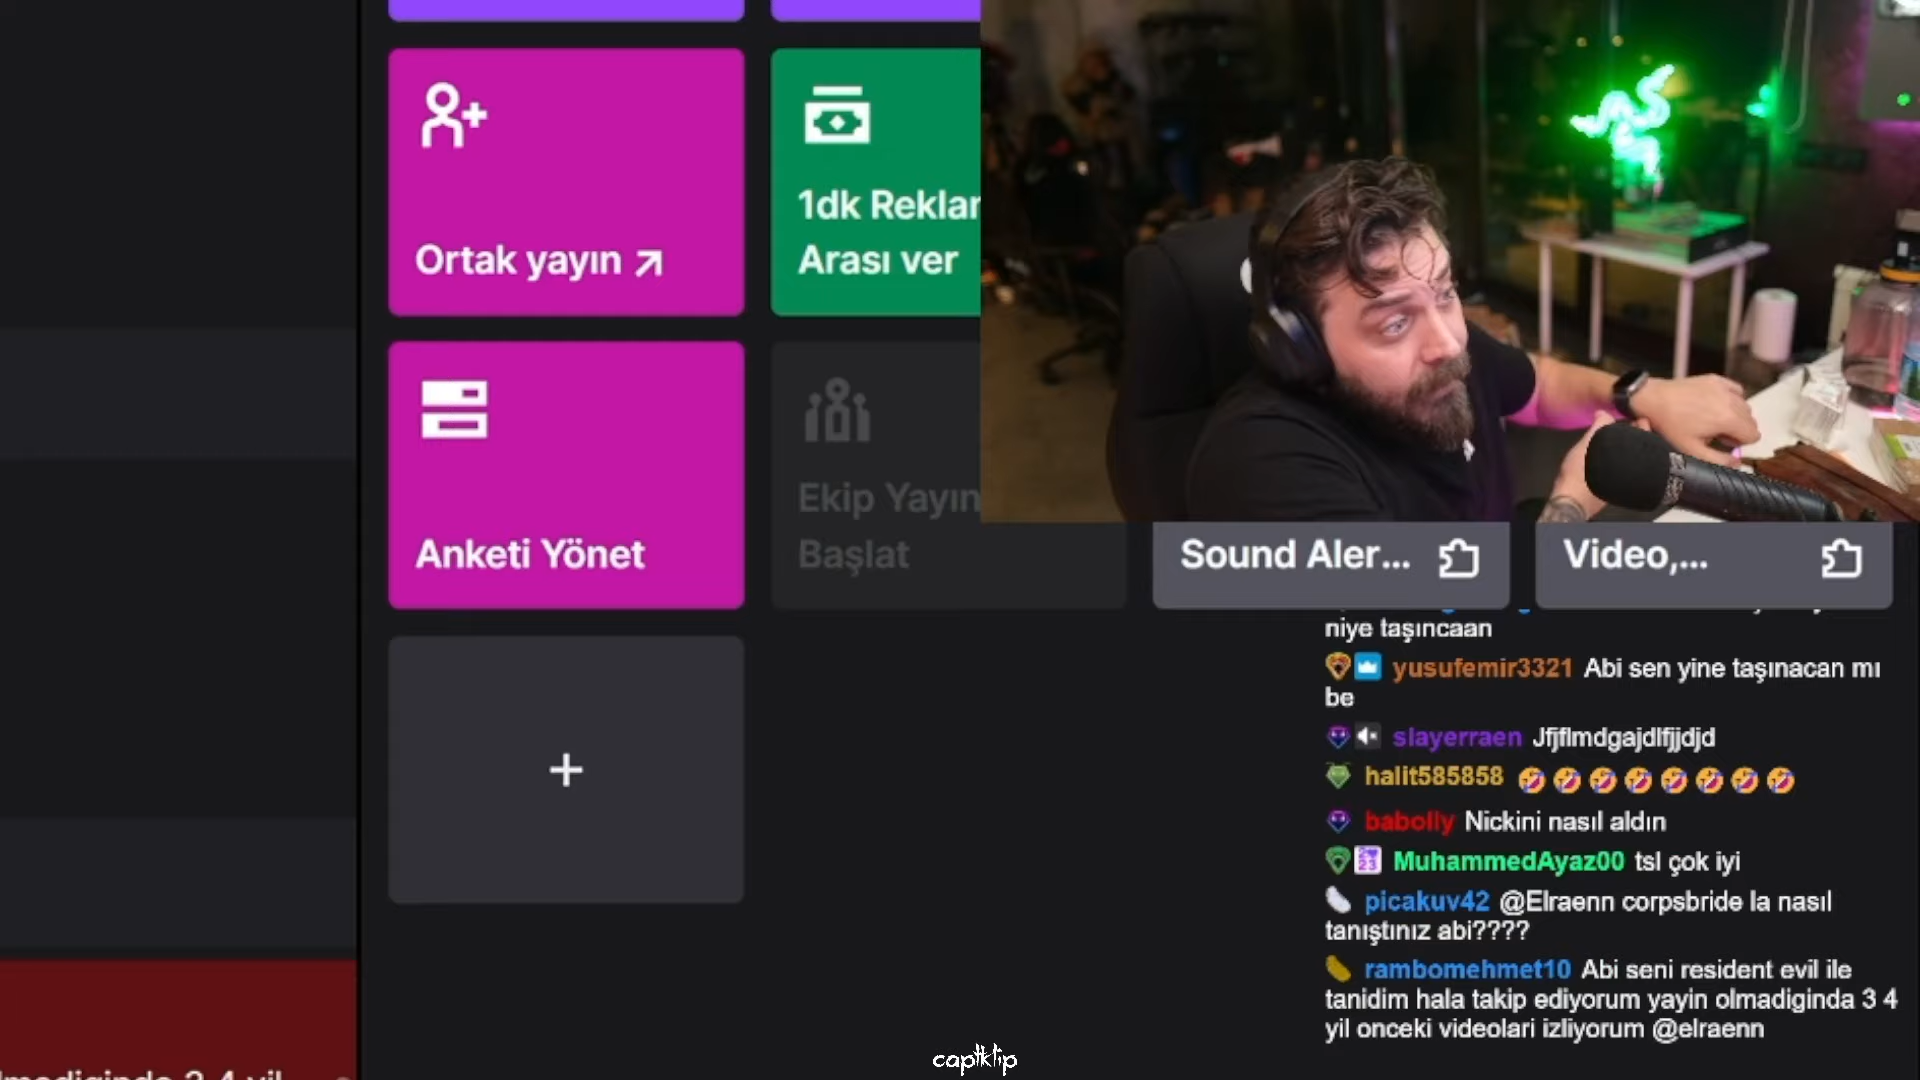 Ortak yayın
1dk Reklam
Arası ver
Anketi Yönet
Ekip Yayın
Başlat
Sound Aler...
Video,...
niye taşıncaan
yusufemir3321 Abi sen yine taşınacan mı
be
slayerraen Jfjflmdgajdlfjjdjd
halit585858
babolly Nickini nasıl aldın
MuhammedAyaz00 tsl çok iyi
picakuv42 @Elraenn corpsbride la nasıl
tanıştınız abi????
rambomehmet10 Abi seni resident evil ile
tanidim hala takip ediyorum yayin olmadiginda 3 4
yil onceki videolari izliyorum @elraenn
captklip